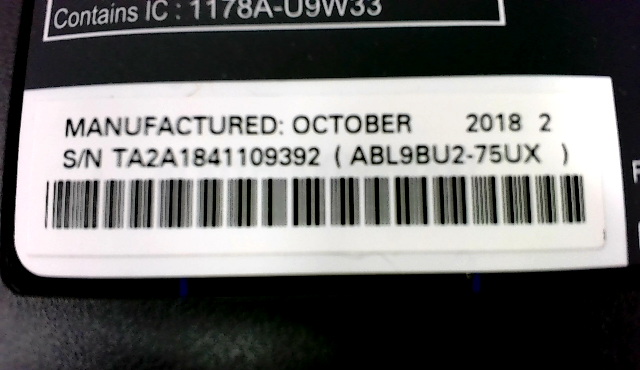 Contains IC : 1178A-U9W33
MANUFACTURED: OCTOBER 2018 2
S/N TA2A1841109392 ( ABL9BU2-75UX )